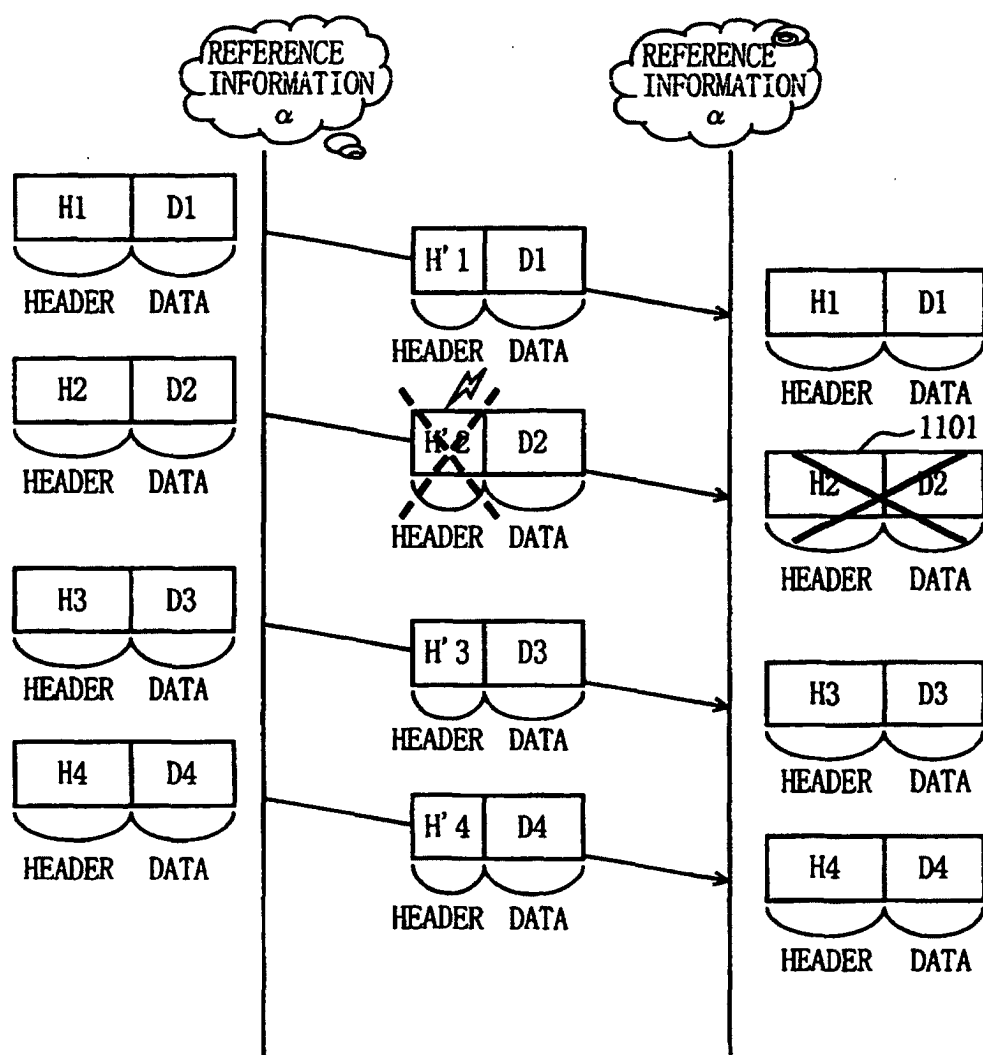 REFERENCE
INFORMATION
α
REFERENCE
INFORMATION
α
H1 D1
HEADER DATA
H'1 D1
HEADER DATA
H1 D1
HEADER DATA
H2 D2
HEADER DATA
H'2 D2
HEADER DATA
1101
H2 D2
HEADER DATA
H3 D3
HEADER DATA
H'3 D3
HEADER DATA
H3 D3
HEADER DATA
H4 D4
HEADER DATA
H'4 D4
HEADER DATA
H4 D4
HEADER DATA